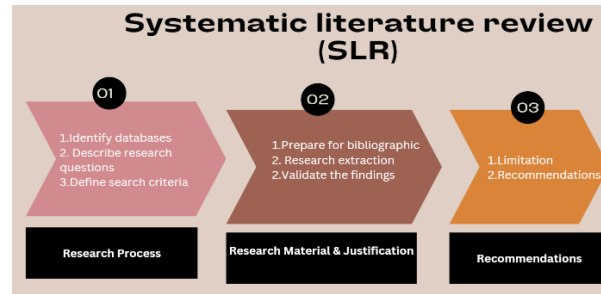 Systematic literature review
(SLR)
01
1.Identify databases
2. Describe research
questions
3.Define search criteria
Research Process
02
1.Prepare for bibliographic
2. Research extraction
2.Validate the findings
Research Material & Justification
03
1.Limitation
2.Recommendations
Recommendations